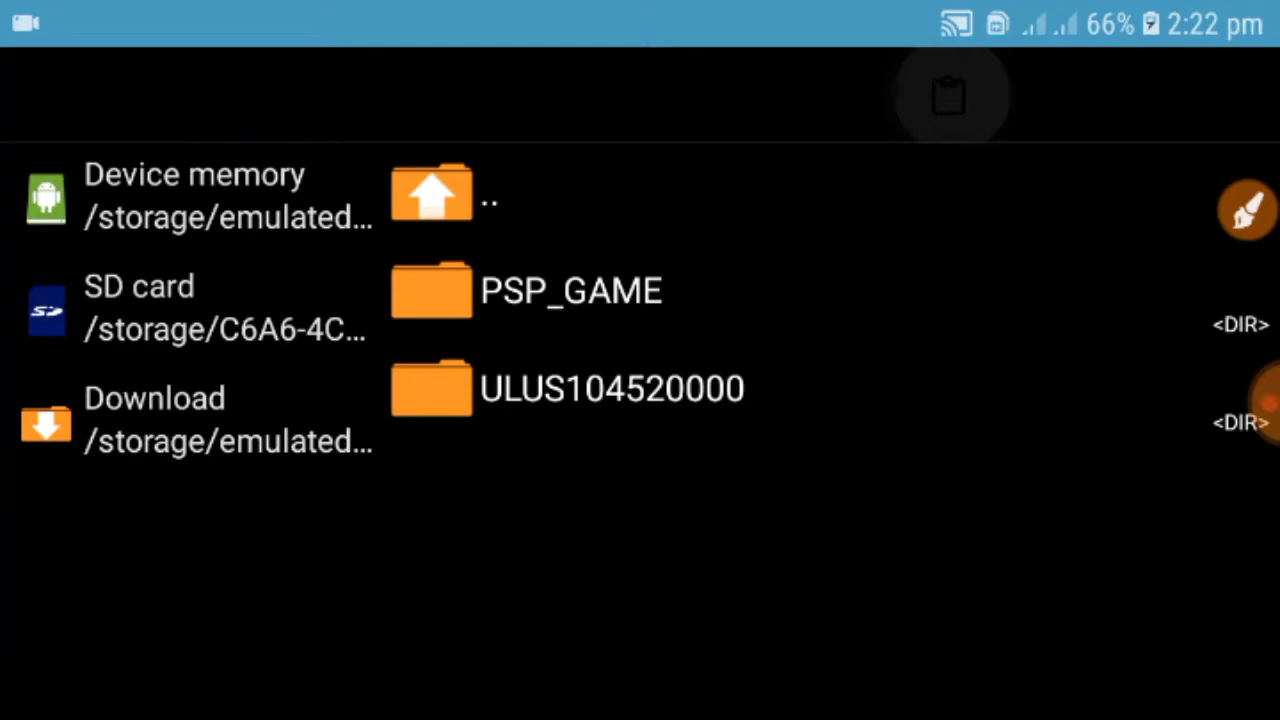 66% 2:22 pm
Device memory
/storage/emulated...
..
SD card
/storage/C6A6-4C...
PSP_GAME
<DIR>
Download
/storage/emulated...
ULUS104520000
<DIR>